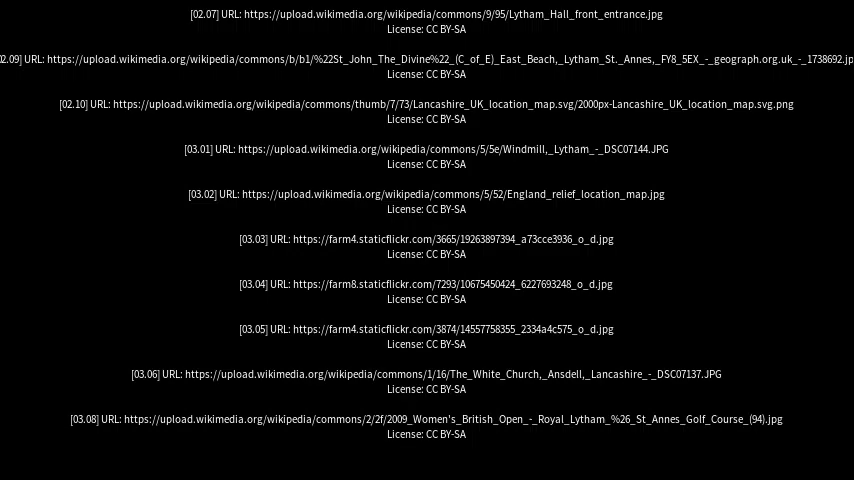 [02.07] URL: https://upload.wikimedia.org/wikipedia/commons/9/95/Lytham_Hall_front_entrance.jpg
License: CC BY-SA
02.09] URL: https://upload.wikimedia.org/wikipedia/commons/b/b1/%22St_John_The_Divine%22_(C_of_E)_East_Beach,_Lytham_St._Annes,_FY8_5EX_-_geograph.org.uk_-_1738692.jp
License: CC BY-SA
[02.10] URL: https://upload.wikimedia.org/wikipedia/commons/thumb/7/73/Lancashire_UK_location_map.svg/2000px-Lancashire_UK_location_map.svg.png
License: CC BY-SA
[03.01] URL: https://upload.wikimedia.org/wikipedia/commons/5/5e/Windmill,_Lytham_-_DSC07144.JPG
License: CC BY-SA
[03.02] URL: https://upload.wikimedia.org/wikipedia/commons/5/52/England_relief_location_map.jpg
License: CC BY-SA
[03.03] URL: https://farm4.staticflickr.com/3665/19263897394_a73cce3936_o_d.jpg
License: CC BY-SA
[03.04] URL: https://farm8.staticflickr.com/7293/10675450424_6227693248_o_d.jpg
License: CC BY-SA
[03.05] URL: https://farm4.staticflickr.com/3874/14557758355_2334a4c575_o_d.jpg
License: CC BY-SA
[03.06] URL: https://upload.wikimedia.org/wikipedia/commons/1/16/The_White_Church,_Ansdell,_Lancashire_-_DSC07137.JPG
License: CC BY-SA
[03.08] URL: https://upload.wikimedia.org/wikipedia/commons/2/2f/2009_Women's_British_Open_-_Royal_Lytham_%26_St_Annes_Golf_Course_(94).jpg
License: CC BY-SA